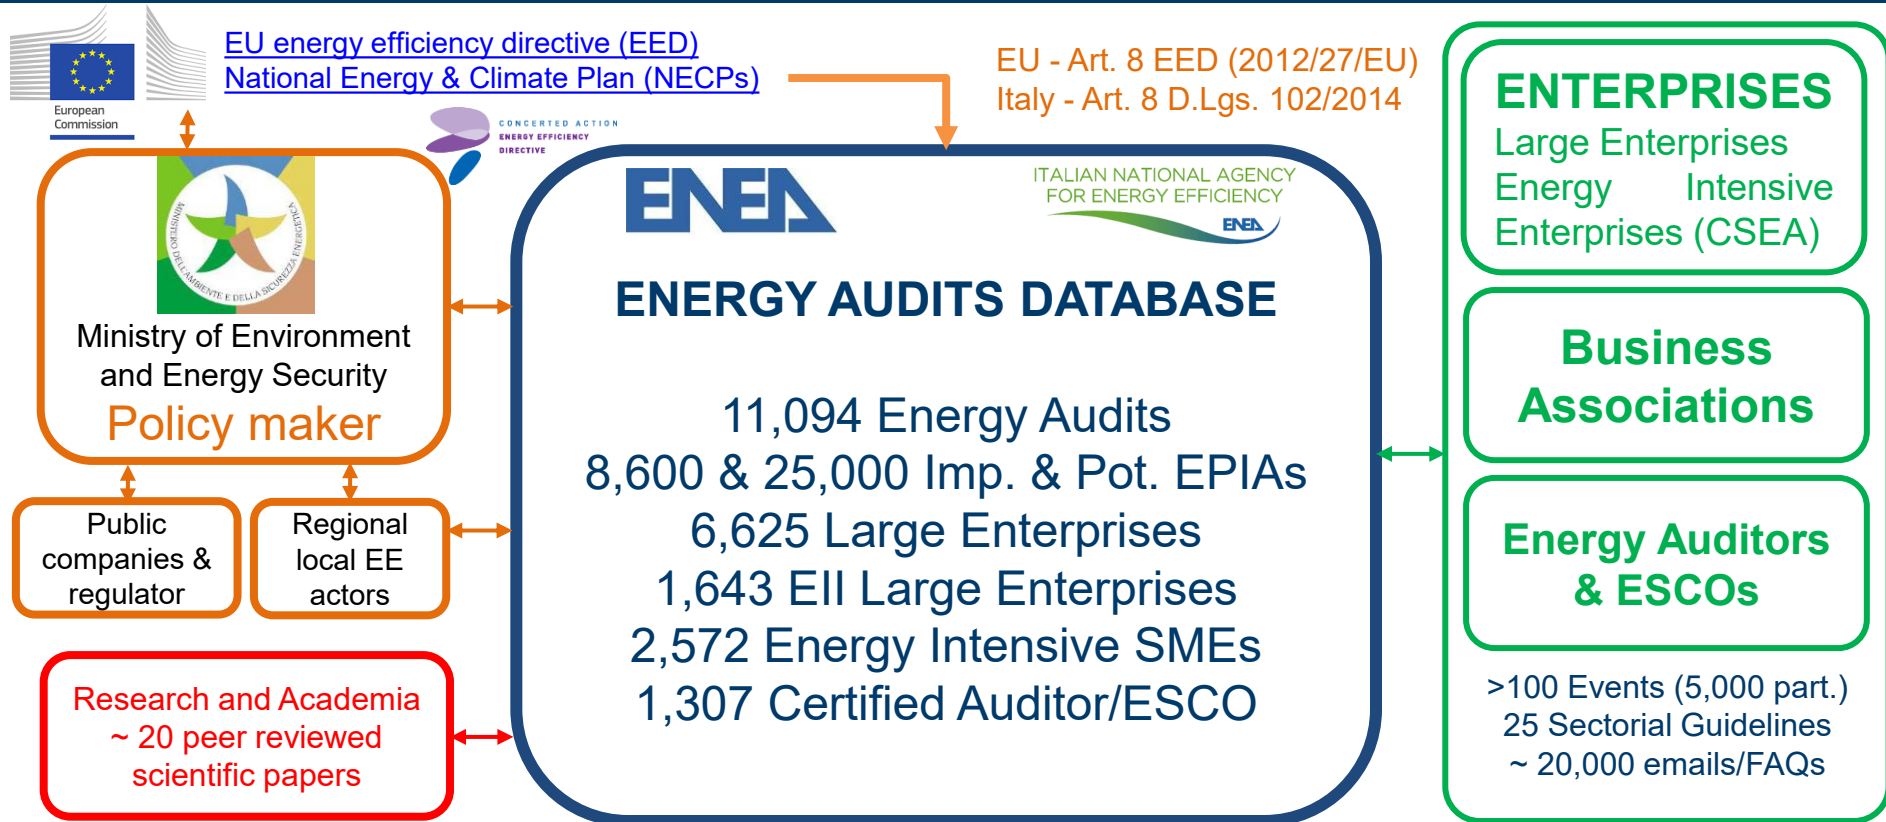 EU energy efficiency directive (EED)
National Energy & Climate Plan (NECPs)
European
Commission
CONCERTED ACTION
ENERGY EFFICIENCY
DIRECTIVE
EU - Art. 8 EED (2012/27/EU)
Italy - Art. 8 D.Lgs. 102/2014
MINISTERO DELL'AMBIENTE E DELLA SICUREZZA ENERGETICA
Ministry of Environment
and Energy Security
Policy maker
Public
companies &
regulator
Regional
local EE
actors
Research and Academia
~ 20 peer reviewed
scientific papers
ENEA
ITALIAN NATIONAL AGENCY
FOR ENERGY EFFICIENCY
ENEA
ENERGY AUDITS DATABASE
11,094 Energy Audits
8,600 & 25,000 Imp. & Pot. EPIAs
6,625 Large Enterprises
1,643 EII Large Enterprises
2,572 Energy Intensive SMEs
1,307 Certified Auditor/ESCO
ENTERPRISES
Large Enterprises
Energy Intensive
Enterprises (CSEA)
Business
Associations
Energy Auditors
& ESCOs
>100 Events (5,000 part.)
25 Sectorial Guidelines
~ 20,000 emails/FAQs